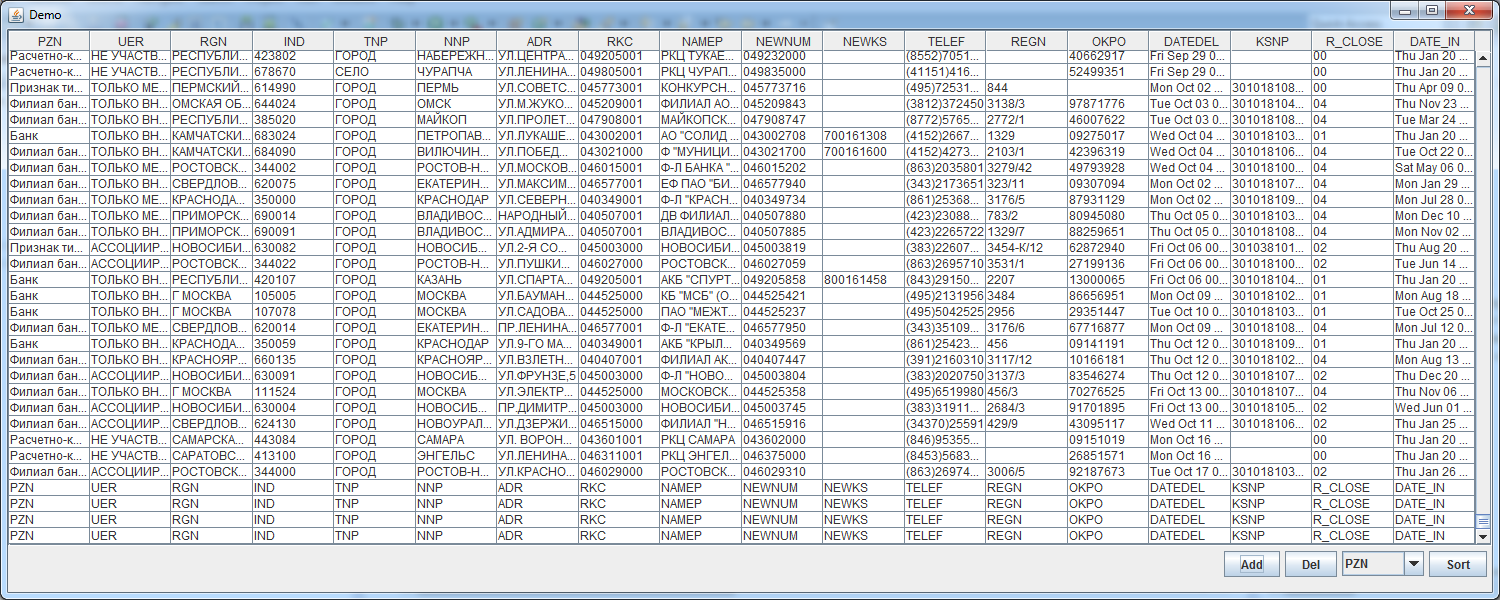 Demo
PZN UER RGN IND TNP NNP ADR RKC NAMEP NEWNUM NEWKS TELEF REGN OKPO DATEDEL KSNP R_CLOSE DATE_IN
Расчетно-к... НЕ УЧАСТВ... РЕСПУБЛИ... 423802 ГОРОД НАБЕРЕЖН... УЛ.ЦЕНТРА... 049205001 РКЦ ТУКАЕ... 049232000 (8552)7051... 40662917 Fri Sep 29 0... 00 Thu Jan 20 ...
Расчетно-к... НЕ УЧАСТВ... РЕСПУБЛИ... 678670 СЕЛО ЧУРАПЧА УЛ.ЛЕНИНА... 049805001 РКЦ ЧУРАП... 049835000 (41151)416... 52499351 Fri Sep 29 0... 00 Thu Jan 20 ...
Признак ти... ТОЛЬКО МЕ... ПЕРМСКИЙ... 614990 ГОРОД ПЕРМЬ УЛ.СОВЕТС... 045773001 КОНКУРСН... 045773716 (495)72531... 844 Mon Oct 02 ... 301018108... 00 Thu Apr 09 0...
Филиал бан... ТОЛЬКО ВН... ОМСКАЯ ОБ... 644024 ГОРОД ОМСК УЛ.М.ЖУКО... 045209001 ФИЛИАЛ АО... 045209843 (3812)372450 3138/3 97871776 Tue Oct 03 0... 301018104... 04 Thu Nov 23 ...
Филиал бан... ТОЛЬКО ВН... РЕСПУБЛИ... 385020 ГОРОД МАЙКОП УЛ.ПРОЛЕТ... 047908001 МАЙКОПСК... 047908747 (8772)5765... 2772/1 46007622 Tue Oct 03 0... 301018107... 04 Tue Mar 24 ...
Банк ТОЛЬКО ВН... КАМЧАТСКИ... 683024 ГОРОД ПЕТРОПАВ... УЛ.ЛУКАШЕ... 043002001 АО "СОЛИД ... 043002708 700161308 (4152)2667... 1329 09275017 Wed Oct 04 ... 301018103... 01 Thu Jan 20 ...
Филиал бан... ТОЛЬКО ВН... КАМЧАТСКИ... 684090 ГОРОД ВИЛЮЧИН... УЛ.ПОБЕД... 043021000 Ф "МУНИЦИ... 043021700 700161600 (4152)4273... 2103/1 42396319 Wed Oct 04 ... 301018106... 04 Tue Oct 22 0...
Филиал бан... ТОЛЬКО МЕ... РОСТОВСК... 344002 ГОРОД РОСТОВ-Н... УЛ.МОСКОВ... 046015001 Ф-Л БАНКА "... 046015202 (863)2035801 3279/42 49793928 Wed Oct 04 ... 301018100... 04 Sat May 06 0...
Филиал бан... ТОЛЬКО ВН... СВЕРДЛОВ... 620075 ГОРОД ЕКАТЕРИН... УЛ.МАКСИМ... 046577001 ЕФ ПАО "БИ... 046577940 (343)2173651 323/11 09307094 Mon Oct 02 ... 301018107... 04 Mon Jan 29 ...
Филиал бан... ТОЛЬКО МЕ... КРАСНОДА... 350000 ГОРОД КРАСНОДАР УЛ.СЕВЕРН... 040349001 Ф-Л "КРАСН... 040349734 (861)25368... 3176/5 87931129 Mon Oct 02 ... 301018109... 04 Mon Jul 28 0...
Филиал бан... ТОЛЬКО МЕ... ПРИМОРСК... 690014 ГОРОД ВЛАДИВОС... НАРОДНЫЙ... 040507001 ДВ ФИЛИАЛ... 040507880 (423)23088... 783/2 80945080 Thu Oct 05 0... 301018103... 04 Mon Dec 10 ...
Филиал бан... ТОЛЬКО ВН... ПРИМОРСК... 690091 ГОРОД ВЛАДИВОС... УЛ.АДМИРА... 040507001 ВЛАДИВОС... 040507885 (423)2265722 1329/7 88259651 Thu Oct 05 0... 301018108... 04 Mon Nov 02 ...
Признак ти... АССОЦИИР... НОВОСИБИ... 630082 ГОРОД НОВОСИБ... УЛ.2-Я СО... 045003000 НОВОСИБИ... 045003819 (383)22607... 3454-К/12 62872940 Fri Oct 06 00... 301038101... 02 Thu Aug 20 ...
Филиал бан... АССОЦИИР... РОСТОВСК... 344022 ГОРОД РОСТОВ-Н... УЛ.ПУШКИ... 046027000 РОСТОВСК... 046027059 (863)2695710 3531/1 27199136 Fri Oct 06 00... 301018100... 02 Tue Jun 14 ...
Банк ТОЛЬКО ВН... РЕСПУБЛИ... 420107 ГОРОД КАЗАНЬ УЛ.СПАРТА... 049205001 АКБ "СПУРТ... 049205858 800161458 (843)29150... 2207 13000065 Fri Oct 06 00... 301018104... 01 Thu Jan 20 ...
Банк ТОЛЬКО ВН... Г МОСКВА 105005 ГОРОД МОСКВА УЛ.БАУМАН... 044525000 КБ "МСБ" (О... 044525421 (495)2131956 3484 86656951 Mon Oct 09 ... 301018102... 01 Mon Aug 18 ...
Банк ТОЛЬКО ВН... Г МОСКВА 107078 ГОРОД МОСКВА УЛ.САДОВА... 044525000 ПАО "МЕЖТ... 044525237 (495)5042525 2956 29351447 Tue Oct 10 0... 301018103... 01 Tue Oct 25 0...
Филиал бан... ТОЛЬКО МЕ... СВЕРДЛОВ... 620014 ГОРОД ЕКАТЕРИН... ПР.ЛЕНИНА... 046577001 Ф-Л "ЕКАТЕ... 046577950 (343)35109... 3176/6 67716877 Mon Oct 09 ... 301018108... 04 Mon Jul 12 0...
Банк ТОЛЬКО ВН... КРАСНОДА... 350059 ГОРОД КРАСНОДАР УЛ.9-ГО МА... 040349001 АКБ "КРЫЛ... 040349569 (861)25423... 456 09141191 Thu Oct 12 0... 301018109... 01 Thu Jan 20 ...
Филиал бан... ТОЛЬКО ВН... КРАСНОЯР... 660135 ГОРОД КРАСНОЯР... УЛ.ВЗЛЕТН... 040407001 ФИЛИАЛ АК... 040407447 (391)2160310 3117/12 10166181 Thu Oct 12 0... 301018102... 04 Mon Aug 13 ...
Филиал бан... АССОЦИИР... НОВОСИБИ... 630091 ГОРОД НОВОСИБ... УЛ.ФРУНЗЕ,5 045003000 Ф-Л "НОВО... 045003804 (383)2020750 3137/3 83546274 Thu Oct 12 0... 301018107... 02 Thu Dec 20 ...
Филиал бан... ТОЛЬКО ВН... Г МОСКВА 111524 ГОРОД МОСКВА УЛ.ЭЛЕКТР... 044525000 МОСКОВСК... 044525358 (495)6519980 456/3 70276525 Fri Oct 13 00... 301018107... 04 Thu Nov 06 ...
Филиал бан... АССОЦИИР... НОВОСИБИ... 630004 ГОРОД НОВОСИБ... ПР.ДИМИТР... 045003000 НОВОСИБИ... 045003745 (383)31911... 2684/3 91701895 Fri Oct 13 00... 301018105... 02 Wed Jun 01 ...
Филиал бан... АССОЦИИР... СВЕРДЛОВ... 624130 ГОРОД НОВОУРАЛ... УЛ.ДЗЕРЖИ... 046515000 ФИЛИАЛ "Н... 046515916 (34370)25591 429/9 43095117 Wed Oct 11 ... 301018106... 02 Thu Jan 25 ...
Расчетно-к... НЕ УЧАСТВ... САМАРСКА... 443084 ГОРОД САМАРА УЛ. ВОРОН... 043601001 РКЦ САМАРА 043602000 (846)95355... 09151019 Mon Oct 16 ... 00 Thu Jan 20 ...
Расчетно-к... НЕ УЧАСТВ... САРАТОВС... 413100 ГОРОД ЭНГЕЛЬС УЛ.ЛЕНИНА... 046311001 РКЦ ЭНГЕЛ... 046375000 (8453)5683... 26851571 Mon Oct 16 ... 00 Thu Jan 20 ...
Филиал бан... АССОЦИИР... РОСТОВСК... 344000 ГОРОД РОСТОВ-Н... УЛ.КРАСНО... 046029000 РОСТОВСК... 046029310 (863)26974... 3006/5 92187673 Tue Oct 17 0... 301018103... 02 Thu Jan 26 ...
PZN UER RGN IND TNP NNP ADR RKC NAMEP NEWNUM NEWKS TELEF REGN OKPO DATEDEL KSNP R_CLOSE DATE_IN
PZN UER RGN IND TNP NNP ADR RKC NAMEP NEWNUM NEWKS TELEF REGN OKPO DATEDEL KSNP R_CLOSE DATE_IN
PZN UER RGN IND TNP NNP ADR RKC NAMEP NEWNUM NEWKS TELEF REGN OKPO DATEDEL KSNP R_CLOSE DATE_IN
PZN UER RGN IND TNP NNP ADR RKC NAMEP NEWNUM NEWKS TELEF REGN OKPO DATEDEL KSNP R_CLOSE DATE_IN
Add Del PZN Sort